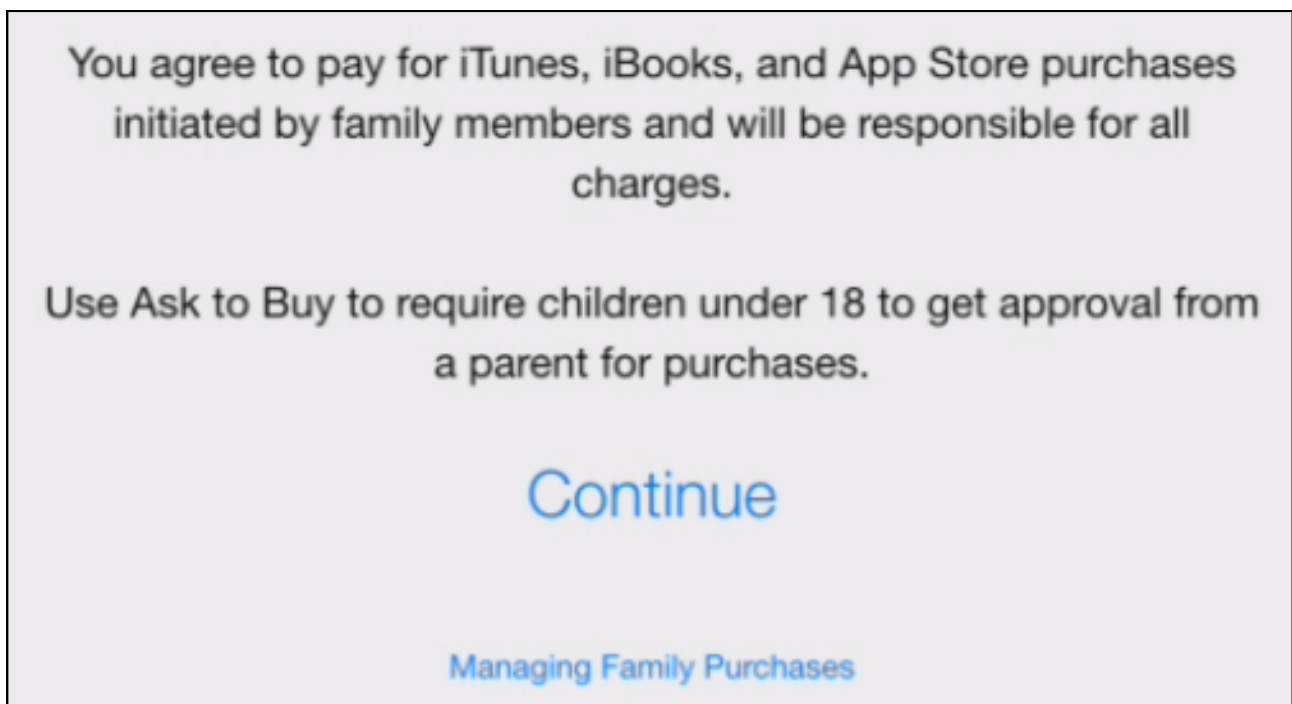 You agree to pay for iTunes, iBooks, and App Store purchases
initiated by family members and will be responsible for all
charges.
Use Ask to Buy to require children under 18 to get approval from
a parent for purchases.
Continue
Managing Family Purchases